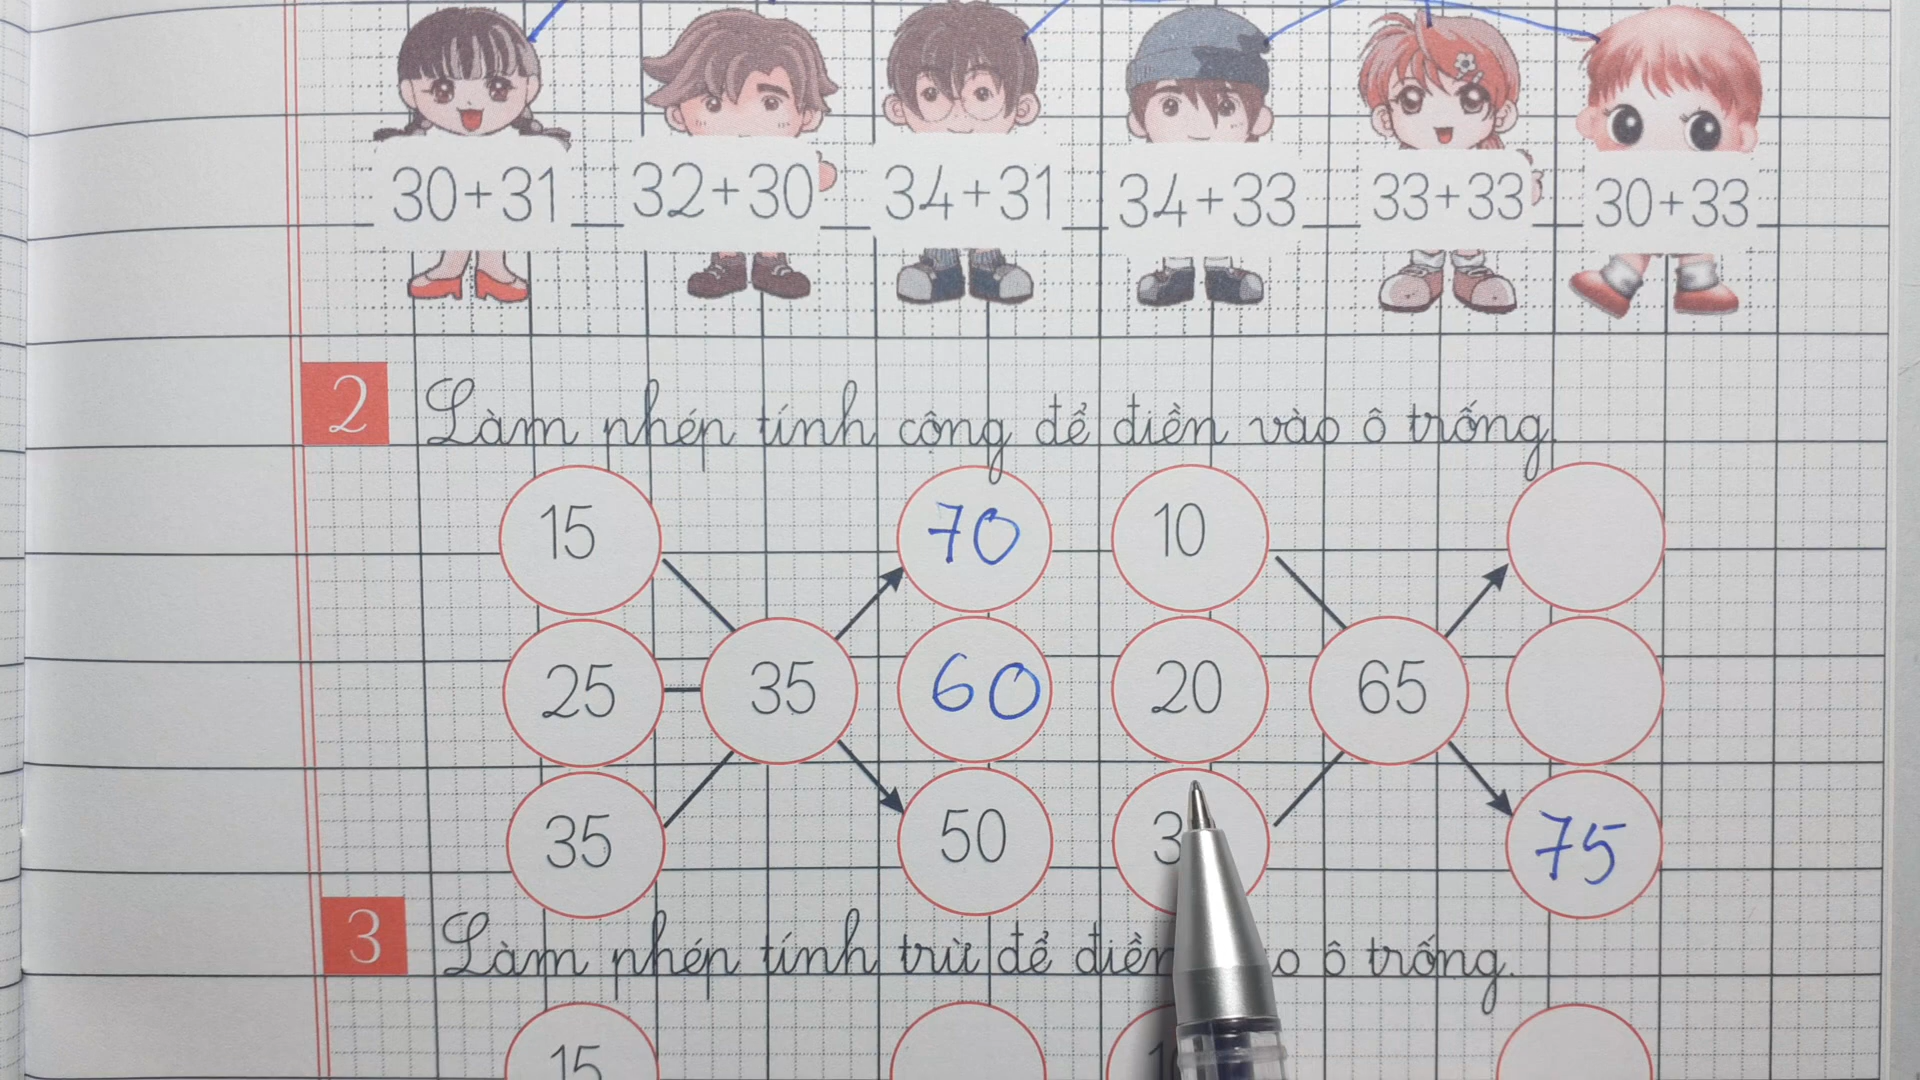 30+31 32+30 34+31 34+33 33+33 30+33
2 Làm phép tính cộng để điền vào ô trống
15 70 10
25 35 60 20 65
35 50 75
3 Làm phép tính trừ để điền ô trống.
15